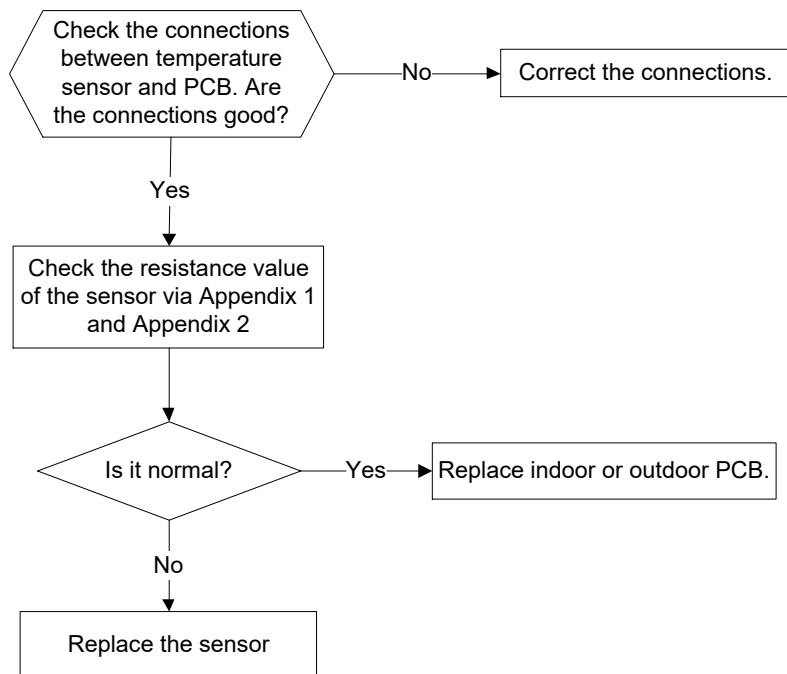 Check the connections
between temperature
sensor and PCB. Are
the connections good?
No
Correct the connections.
Yes
Check the resistance value
of the sensor via Appendix 1
and Appendix 2
Is it normal?
Yes
Replace indoor or outdoor PCB.
No
Replace the sensor